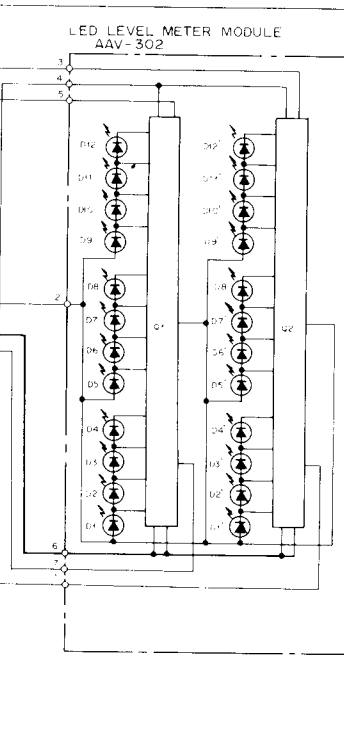 LED LEVEL METER MODULE
AAV-302
3
4
5
D12 D12'
D11 D11'
D10 D10'
D9 D9'
D8 D8'
2 D7 Q1 D7' Q2
D6 D6'
D5 D5'
D4 D4'
D3 D3'
D2 D2'
D1 D1'
6
7